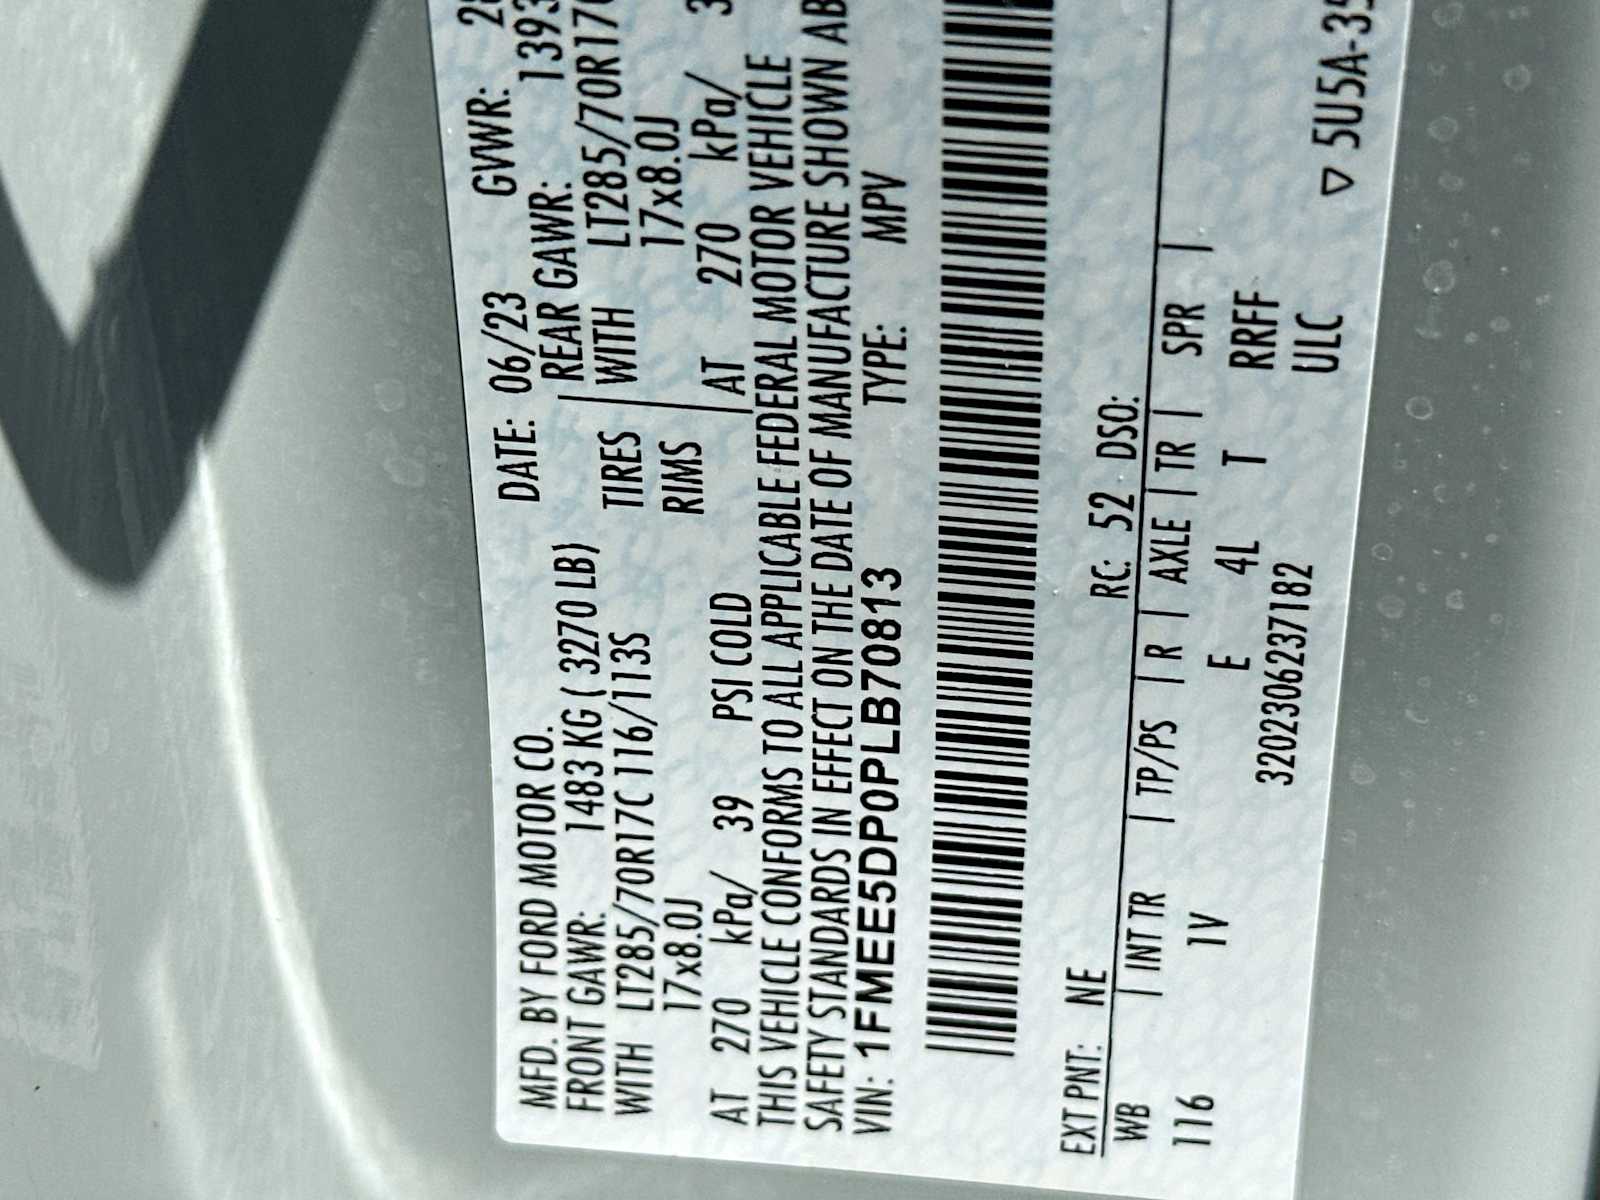 MFD. BY FORD MOTOR CO. DATE: 06/23 GVWR:
FRONT GAWR: 1483 KG ( 3270 LB) REAR GAWR: 1393
WITH LT285/70R17C 116/113S TIRES WITH LT285/70R17C
17x8.0J RIMS 17x8.0J
AT 270 kPa/ 39 PSI COLD AT 270 kPa/
THIS VEHICLE CONFORMS TO ALL APPLICABLE FEDERAL MOTOR VEHICLE
SAFETY STANDARDS IN EFFECT ON THE DATE OF MANUFACTURE SHOWN
VIN: 1FMEE5DP0PLB70813 TYPE: MPV
EXT PNT: NE RC: 52 DSO:
WB | INT TR | TP/PS | R | AXLE | TR | SPR |
116 1V E 4L T RRFF
320230623​7182 ULC
▽ 5U5A-35